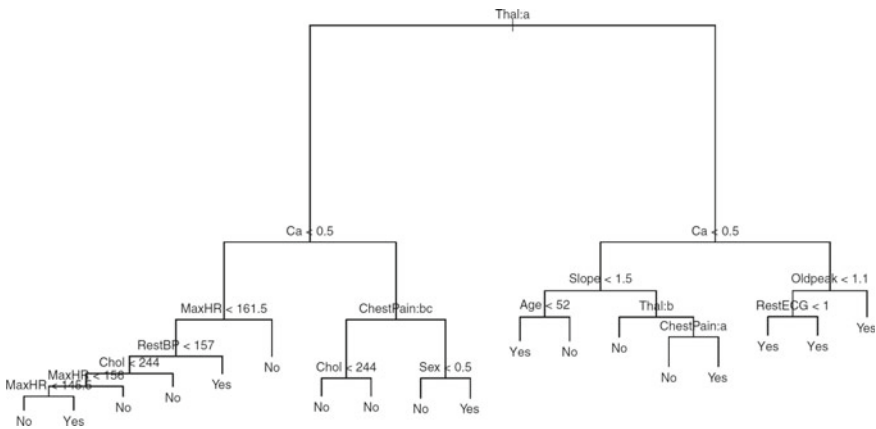 Thal:a
Ca < 0.5
Ca < 0.5
Slope < 1.5
Oldpeak < 1.1
MaxHR < 161.5
ChestPain:bc
Age < 52
Thal:b
RestECG < 1
ChestPain:a
Yes
RestBP < 157
Yes
No
No
Yes
Yes
Chol < 244
No
Chol < 244
Sex < 0.5
No
Yes
MaxHR < 156
No
Yes
MaxHR < 145.5
No
No
No
No
Yes
No
Yes